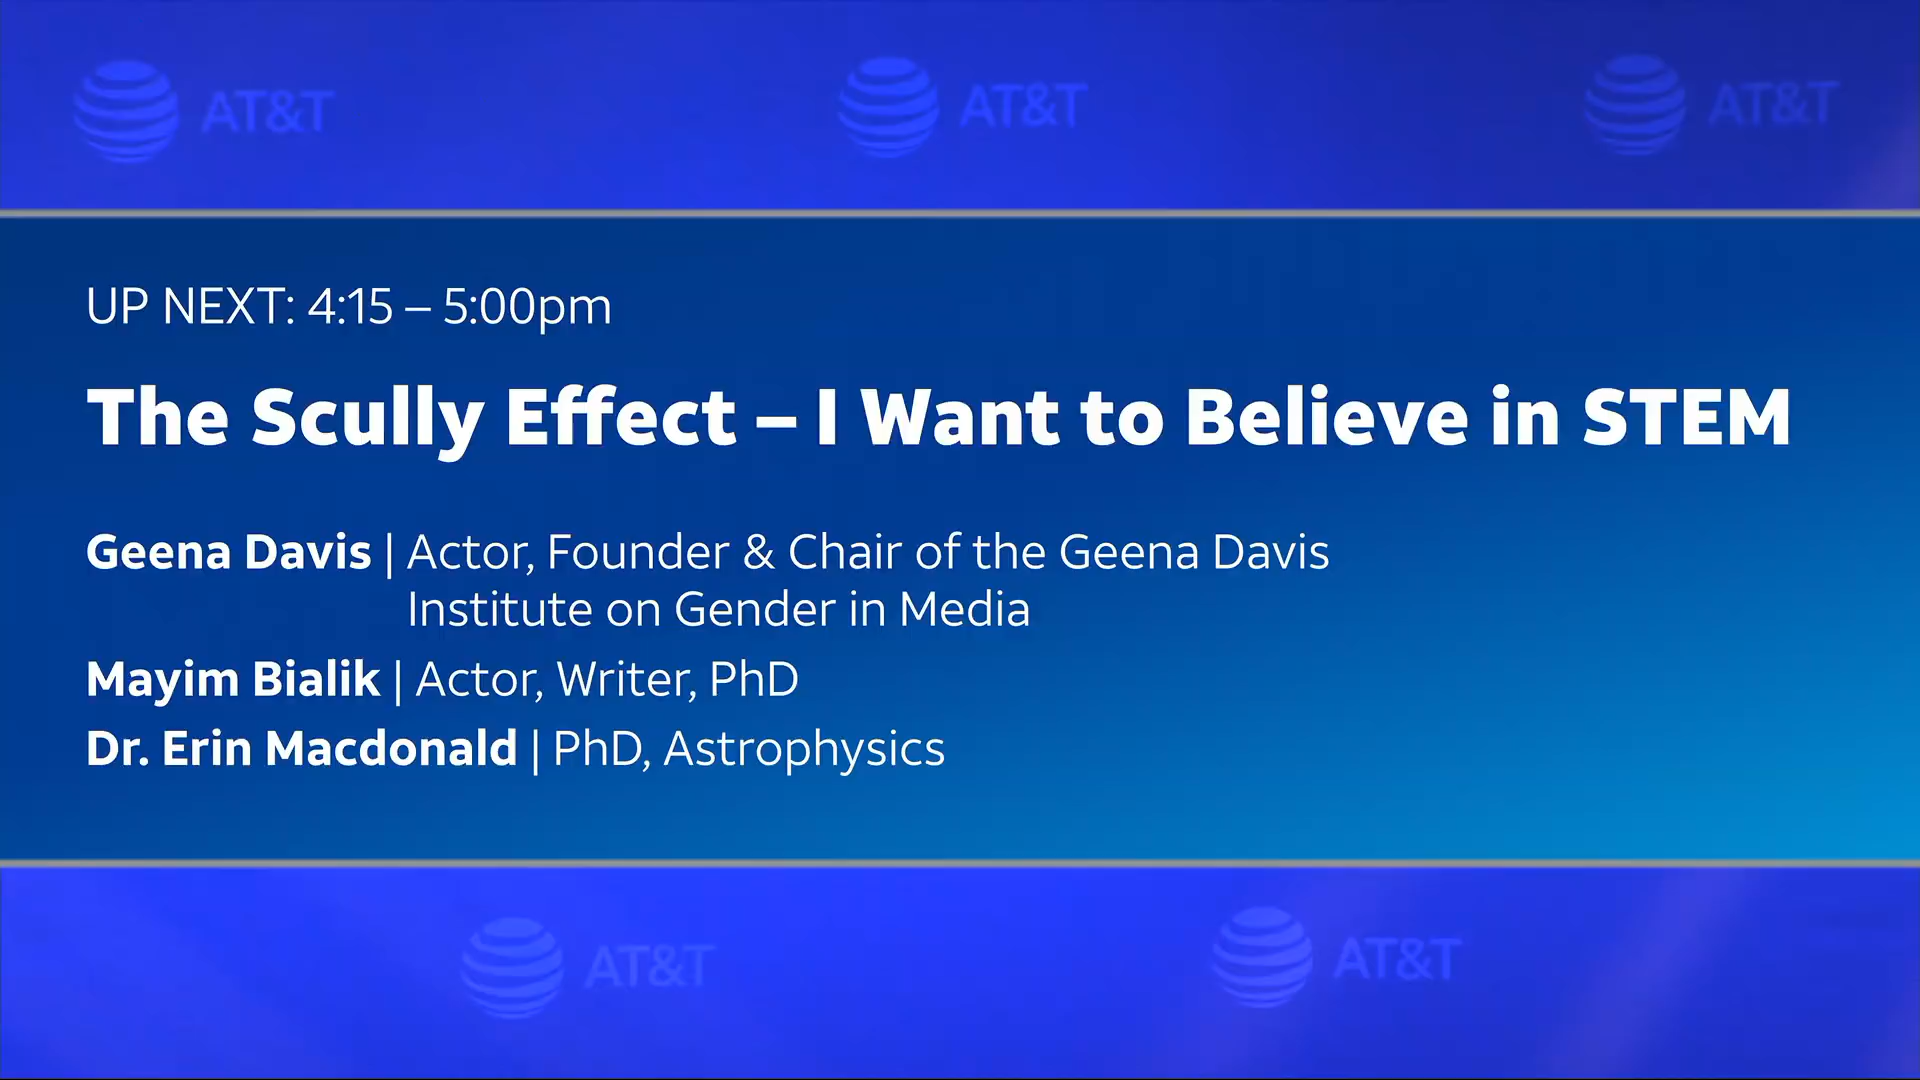 AT&T AT&T AT&T
UP NEXT: 4:15 – 5:00pm
The Scully Effect – I Want to Believe in STEM
Geena Davis | Actor, Founder & Chair of the Geena Davis
Institute on Gender in Media
Mayim Bialik | Actor, Writer, PhD
Dr. Erin Macdonald | PhD, Astrophysics
AT&T AT&T